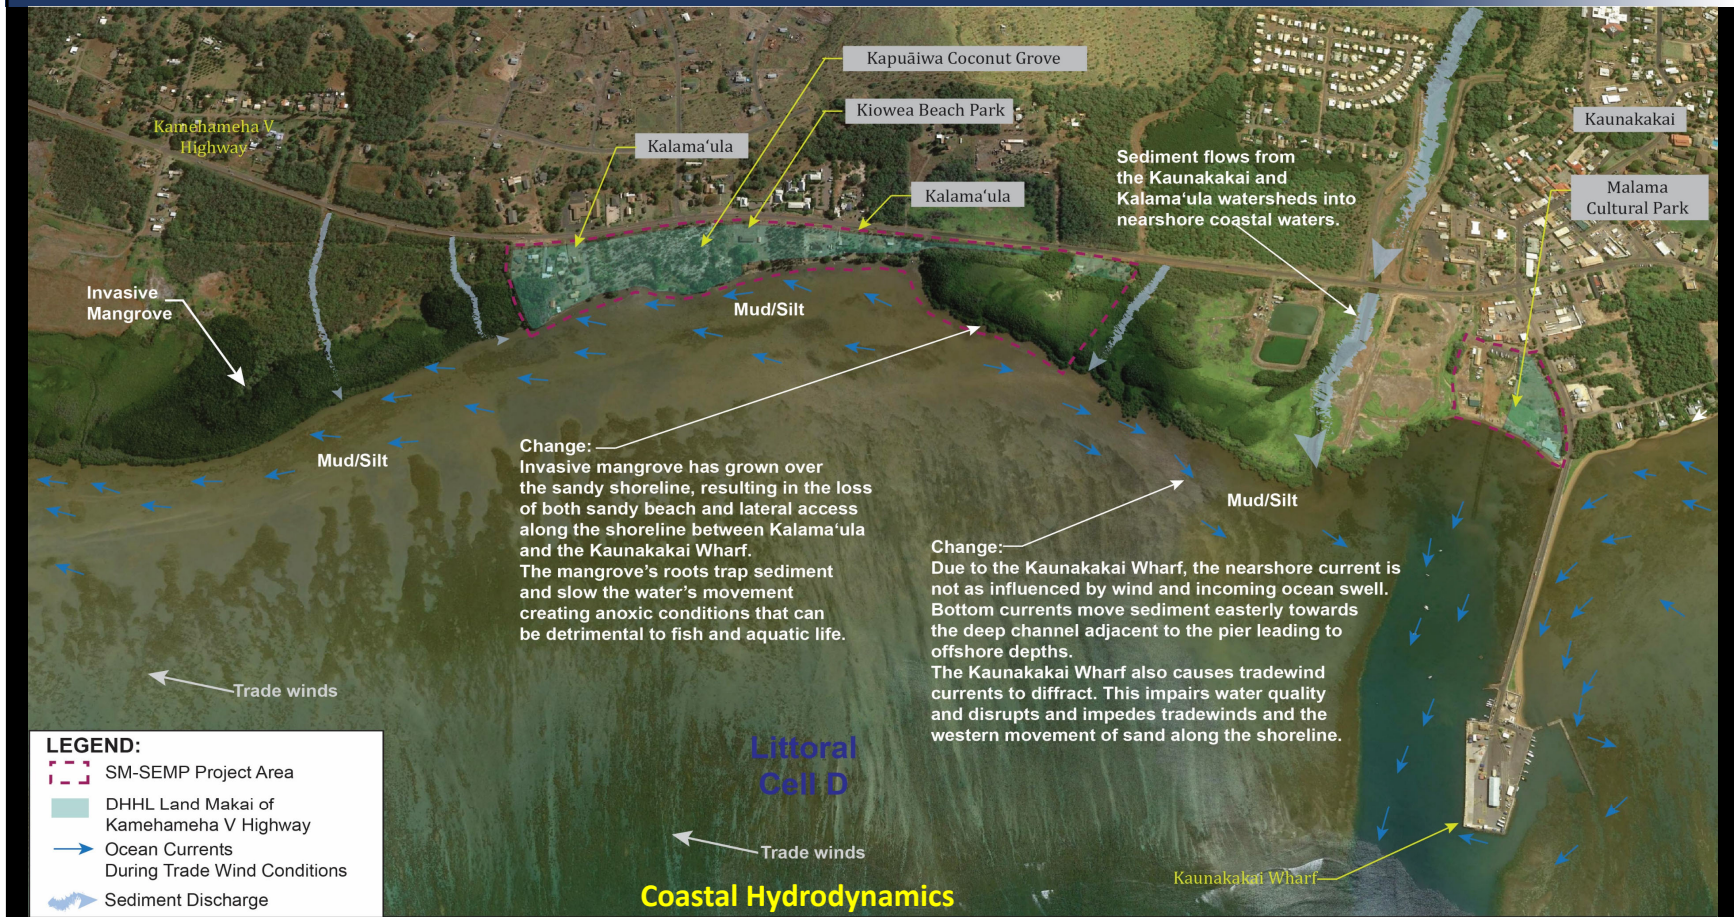 Kapuāiwa Coconut Grove
Kiowea Beach Park
Kaunakakai
Kamehameha V
Highway
Kalamaʻula
Sediment flows from
the Kaunakakai and
Kalamaʻula watersheds into
nearshore coastal waters.
Kalamaʻula
Malama
Cultural Park
Invasive
Mangrove
Mud/Silt
Mud/Silt
Change:
Invasive mangrove has grown over
the sandy shoreline, resulting in the loss
of both sandy beach and lateral access
along the shoreline between Kalamaʻula
and the Kaunakakai Wharf.
The mangrove’s roots trap sediment
and slow the water’s movement
creating anoxic conditions that can
be detrimental to fish and aquatic life.
Mud/Silt
Change:
Due to the Kaunakakai Wharf, the nearshore current is
not as influenced by wind and incoming ocean swell.
Bottom currents move sediment easterly towards
the deep channel adjacent to the pier leading to
offshore depths.
The Kaunakakai Wharf also causes tradewind
currents to diffract. This impairs water quality
and disrupts and impedes tradewinds and the
western movement of sand along the shoreline.
Trade winds
Littoral
Cell D
LEGEND:
SM-SEMP Project Area
DHHL Land Makai of
Kamehameha V Highway
Ocean Currents
During Trade Wind Conditions
Sediment Discharge
Trade winds
Kaunakakai Wharf
Coastal Hydrodynamics